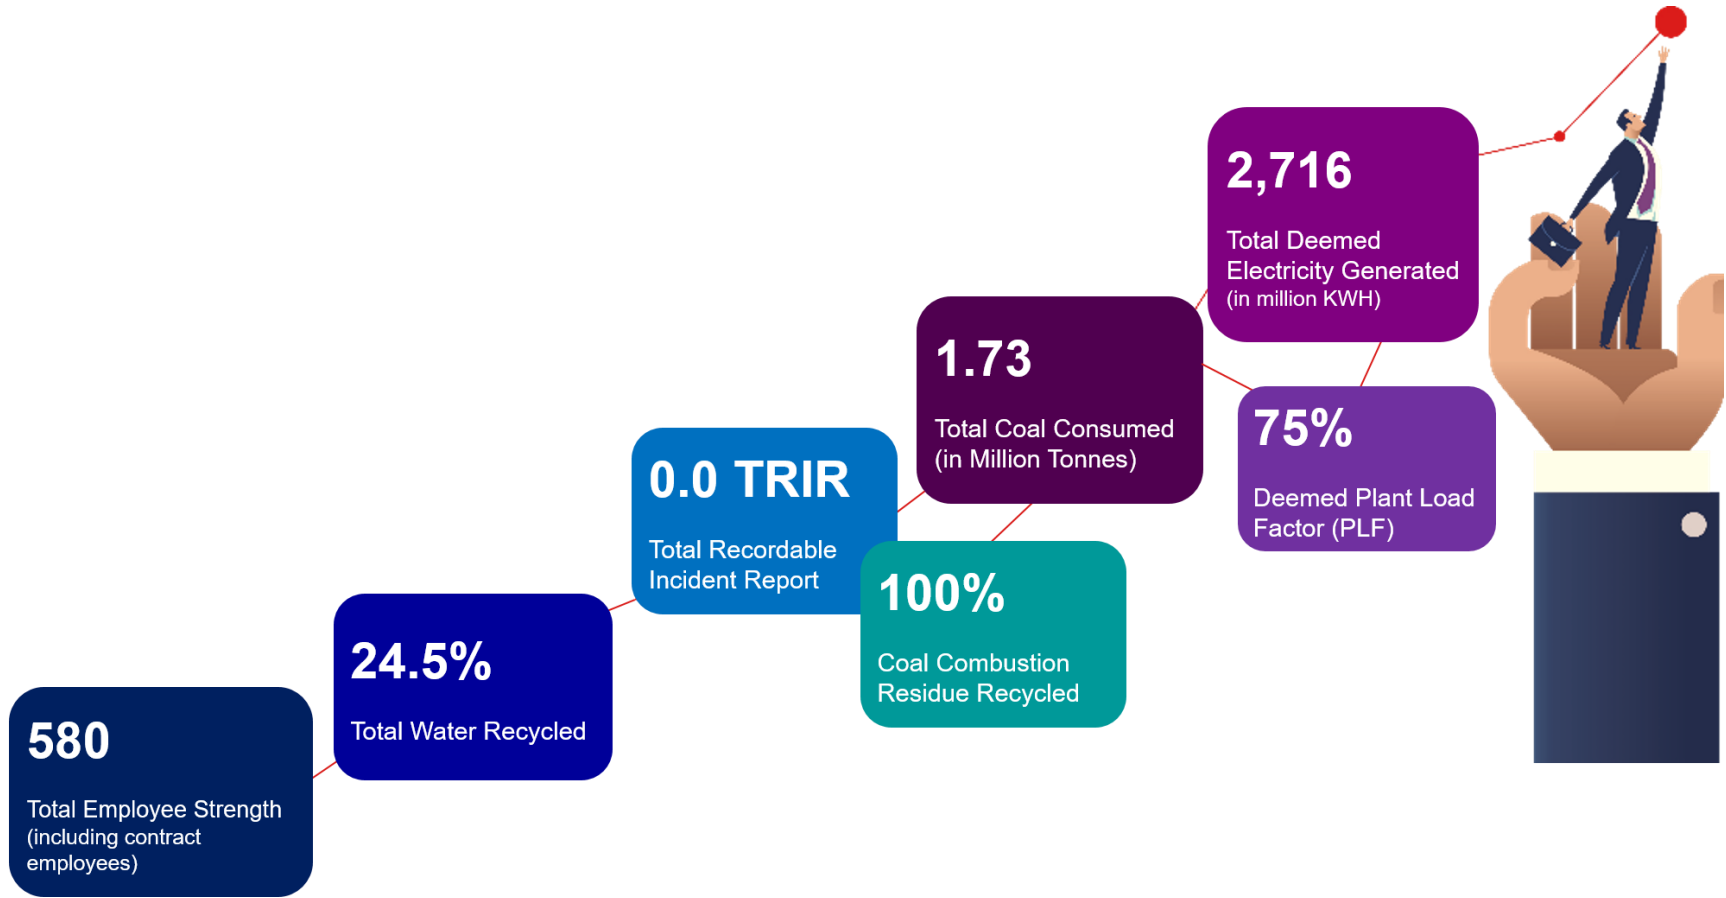 580
Total Employee Strength
(including contract
employees)
24.5%
Total Water Recycled
0.0 TRIR
Total Recordable
Incident Report
100%
Coal Combustion
Residue Recycled
1.73
Total Coal Consumed
(in Million Tonnes)
2,716
Total Deemed
Electricity Generated
(in million KWH)
75%
Deemed Plant Load
Factor (PLF)